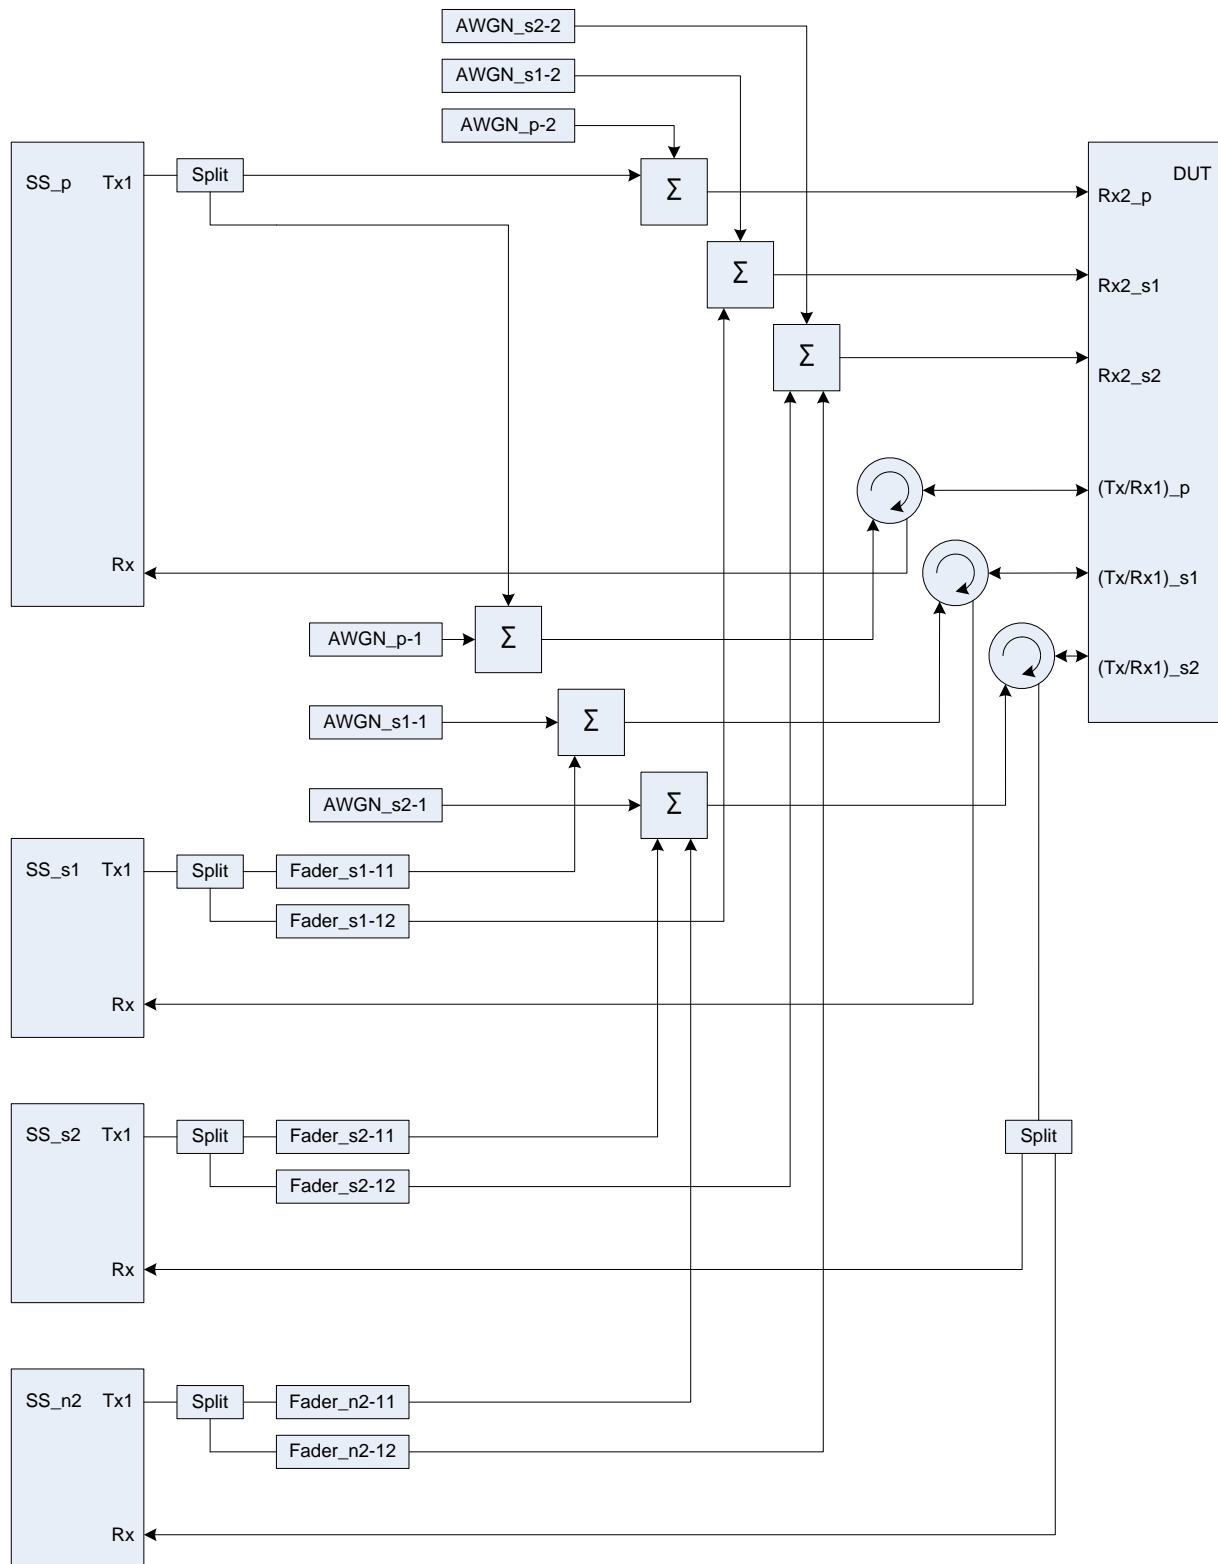 AWGN_s2-2
AWGN_s1-2
AWGN_p-2
SS_p Tx1
Split
Σ
DUT
Rx2_p
Σ
Rx2_s1
Σ
Rx2_s2
(Tx/Rx1)_p
Rx
(Tx/Rx1)_s1
AWGN_p-1
Σ
(Tx/Rx1)_s2
AWGN_s1-1
Σ
AWGN_s2-1
Σ
SS_s1 Tx1
Split
Fader_s1-11
Fader_s1-12
Rx
SS_s2 Tx1
Split
Fader_s2-11
Split
Fader_s2-12
Rx
SS_n2 Tx1
Split
Fader_n2-11
Fader_n2-12
Rx